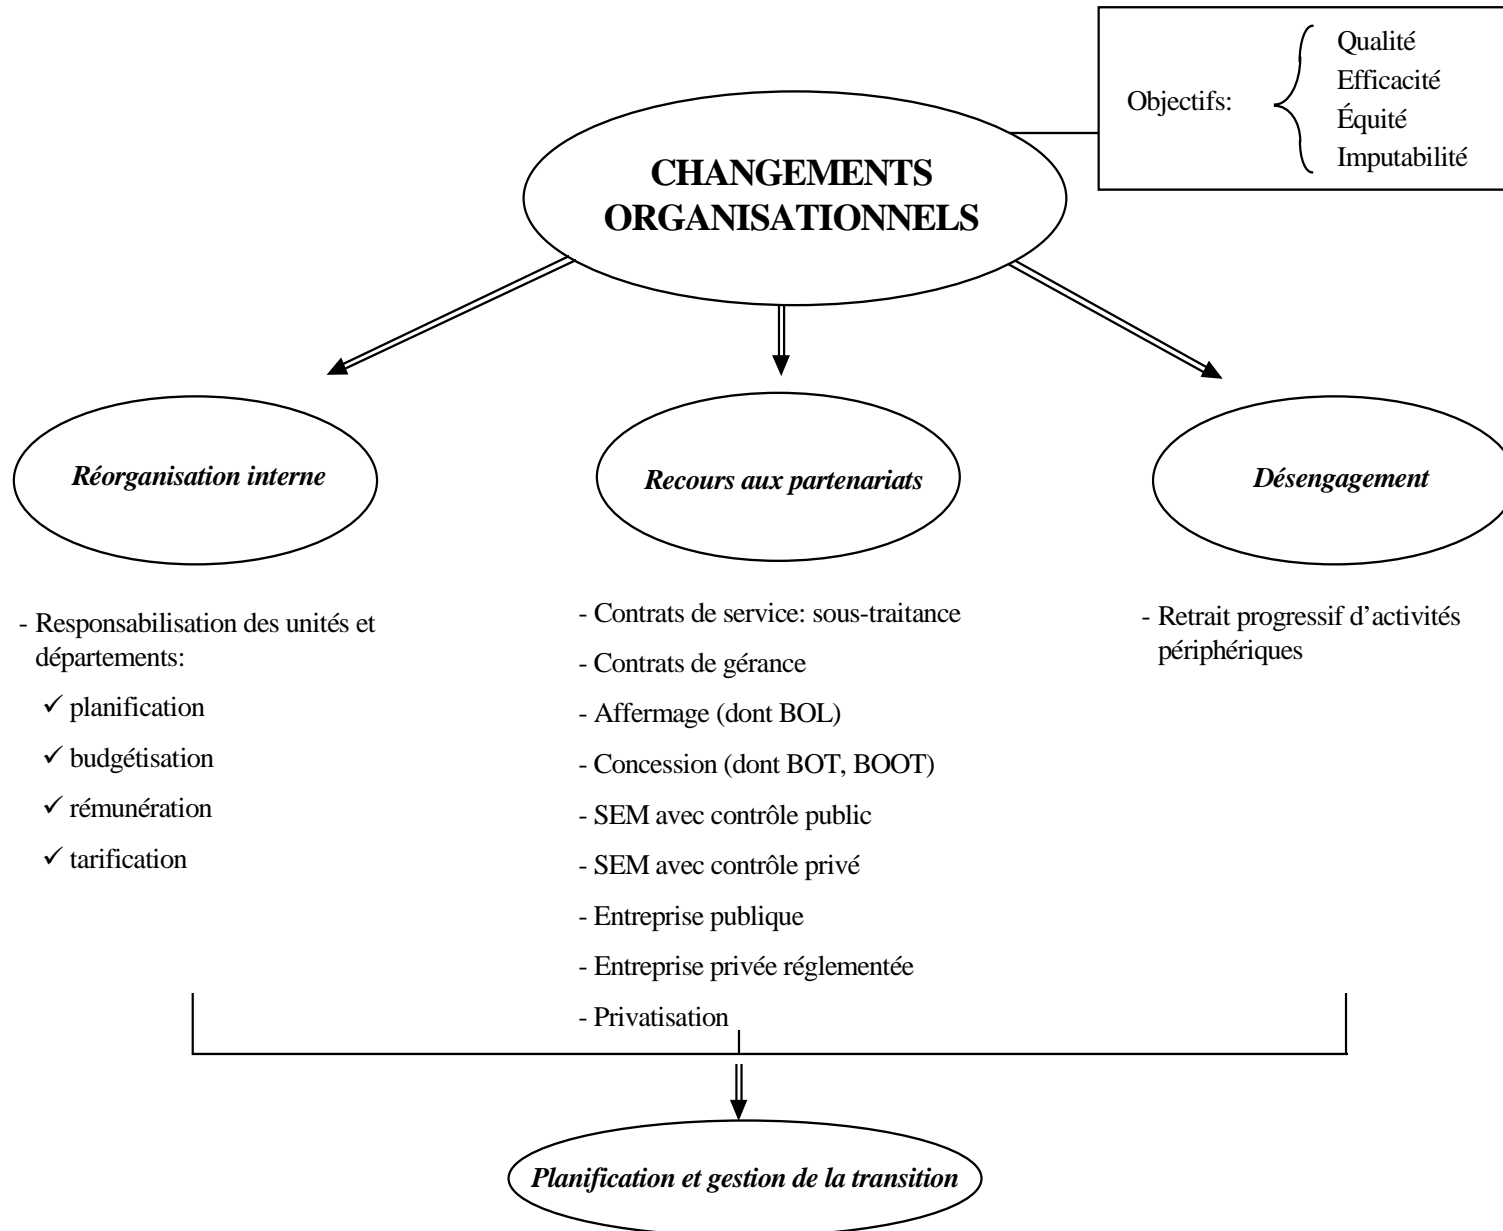 Objectifs:
Qualité
Efficacité
Équité
Imputabilité
CHANGEMENTS
ORGANISATIONNELS
Réorganisation interne
Recours aux partenariats
Désengagement
- Responsabilisation des unités et
départements:
✓ planification
✓ budgétisation
✓ rémunération
✓ tarification
- Contrats de service: sous-traitance
- Contrats de gérance
- Affermage (dont BOL)
- Concession (dont BOT, BOOT)
- SEM avec contrôle public
- SEM avec contrôle privé
- Entreprise publique
- Entreprise privée réglementée
- Privatisation
- Retrait progressif d’activités
périphériques
Planification et gestion de la transition